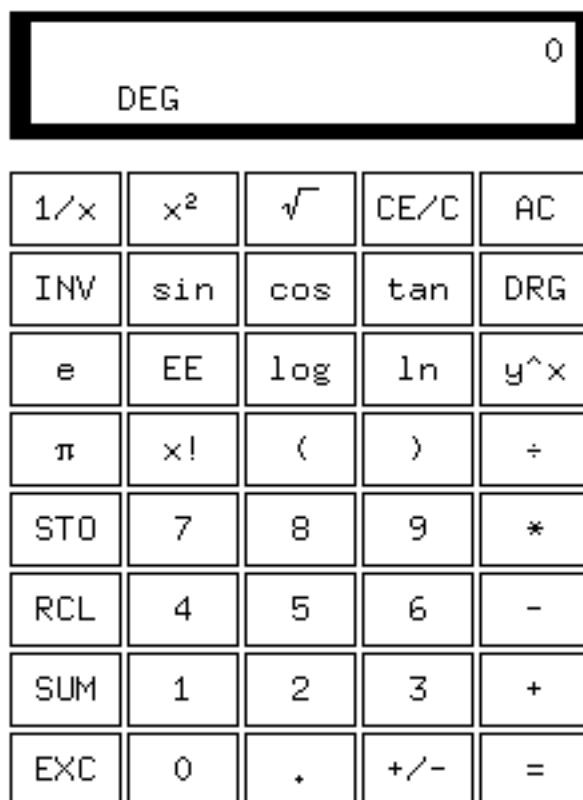 0
DEG
1/x x² √ CE/C AC
INV sin cos tan DRG
e EE log ln y^x
π x! ( ) ÷
STO 7 8 9 *
RCL 4 5 6 -
SUM 1 2 3 +
EXC 0 . +/- =